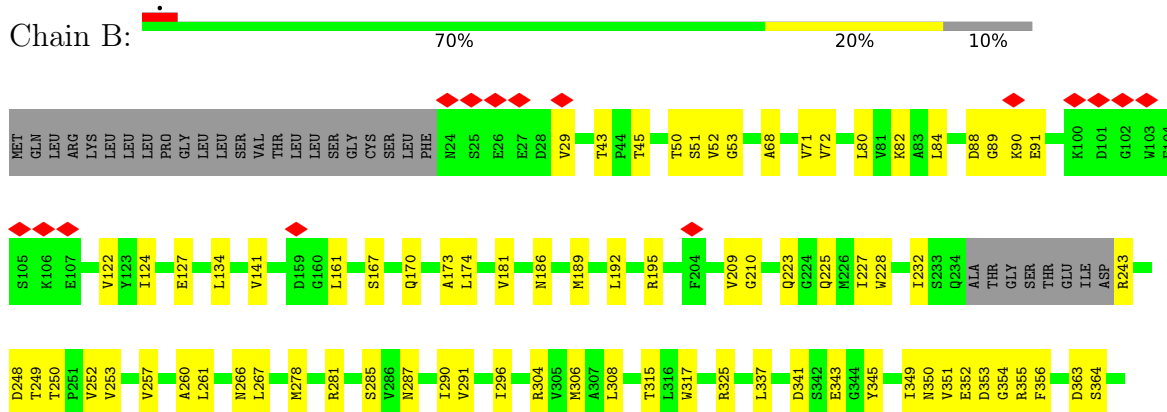 Chain B:
70% 20% 10%
MET GLN LEU ARG LYS LEU LEU LEU PRO GLY LEU LEU SER VAL THR LEU LEU SER GLY CYS SER LEU PHE N24 S25 E26 E27 D28 V29 T43 P44 T45 T50 S51 V52 G53 A68 V71 V72 L80 V81 K82 A83 L84 D88 G89 K90 E91 K100 D101 G102 W103
S105 K106 E107 V122 Y123 I124 E127 L134 V141 D159 G160 L161 S167 Q170 A173 L174 V181 N186 M189 L192 R195 F204 V209 G210 Q223 G224 Q225 M226 I227 W228 I232 S233 Q234 ALA THR GLY SER THR GLU ILE ASP R243
D248 T249 T250 P251 V252 V253 V257 A260 L261 N266 L267 M278 R281 S285 V286 N287 I290 V291 I296 R304 V305 M306 A307 L308 T315 L316 W317 R325 L337 D341 S342 E343 G344 Y345 I349 N350 V351 E352 D353 G354 R355 F356 D363 S364